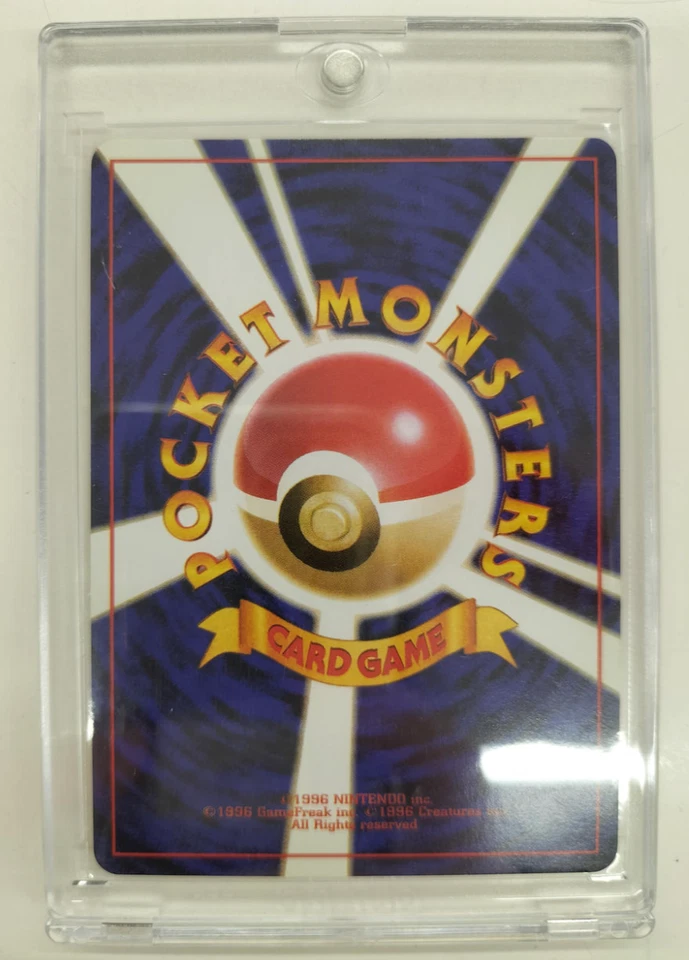 POCKET MONSTERS
CARD GAME
©1996 NINTENDO inc.
©1996 GameFreak inc. ©1996 Creatures inc.
All Rights reserved